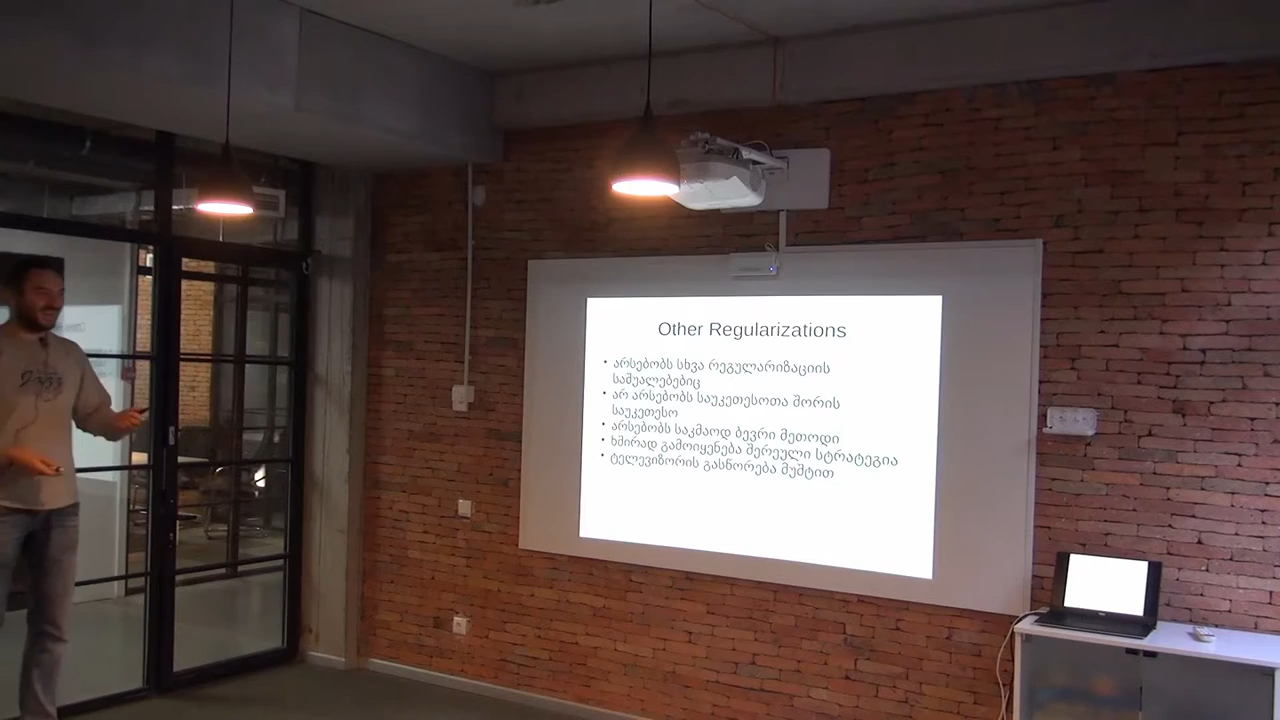 Jazz
Other Regularizations
• არსებობს სხვა რეგულარიზაციის
საშუალებებიც
• არ არსებობს საუკეთესოთა შორის
საუკეთესო
• არსებობს საკმაოდ ბევრი მეთოდი
• ხშირად გამოიყენება შერეული სტრატეგია
• ტელევიზორის გასწორება მუშტით